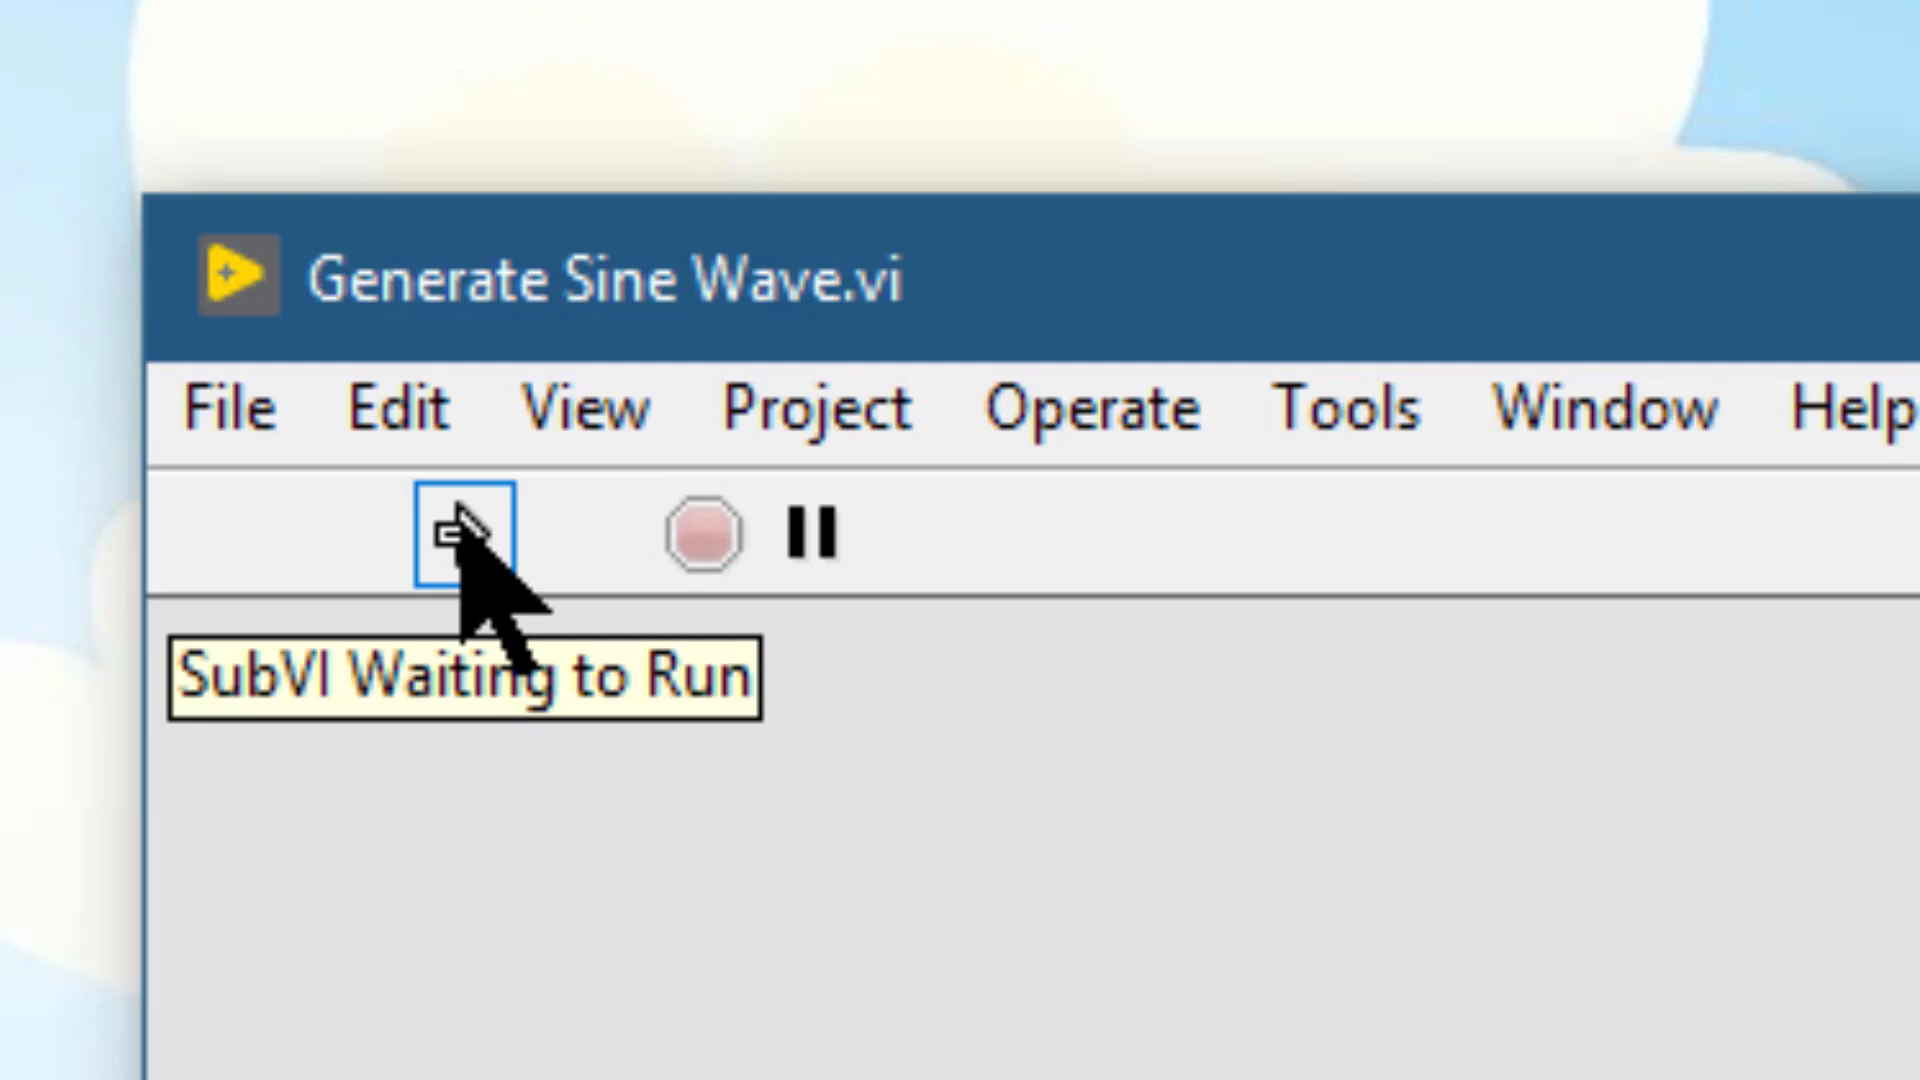 Generate Sine Wave.vi
File Edit View Project Operate Tools Window Help
SubVI Waiting to Run